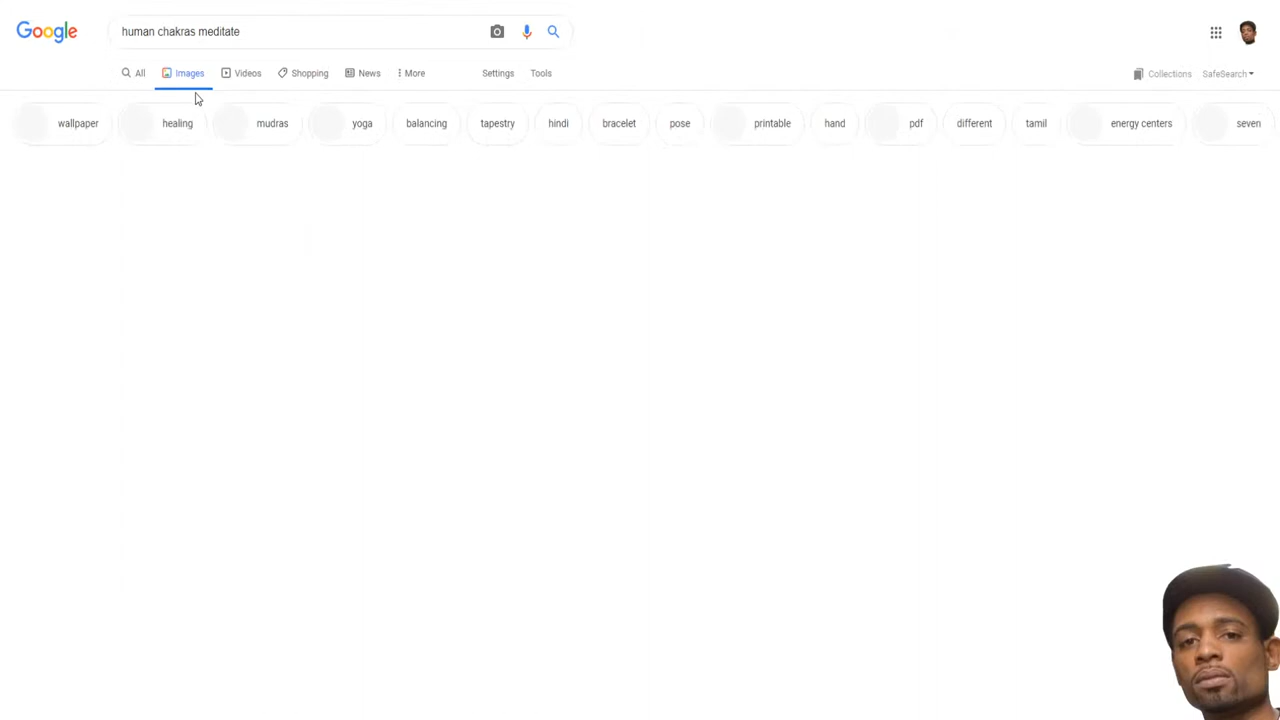 Google human chakras meditate
All Images Videos Shopping News More Settings Tools Collections SafeSearch
wallpaper healing mudras yoga balancing tapestry hindi bracelet pose printable hand pdf different tamil energy centers seven